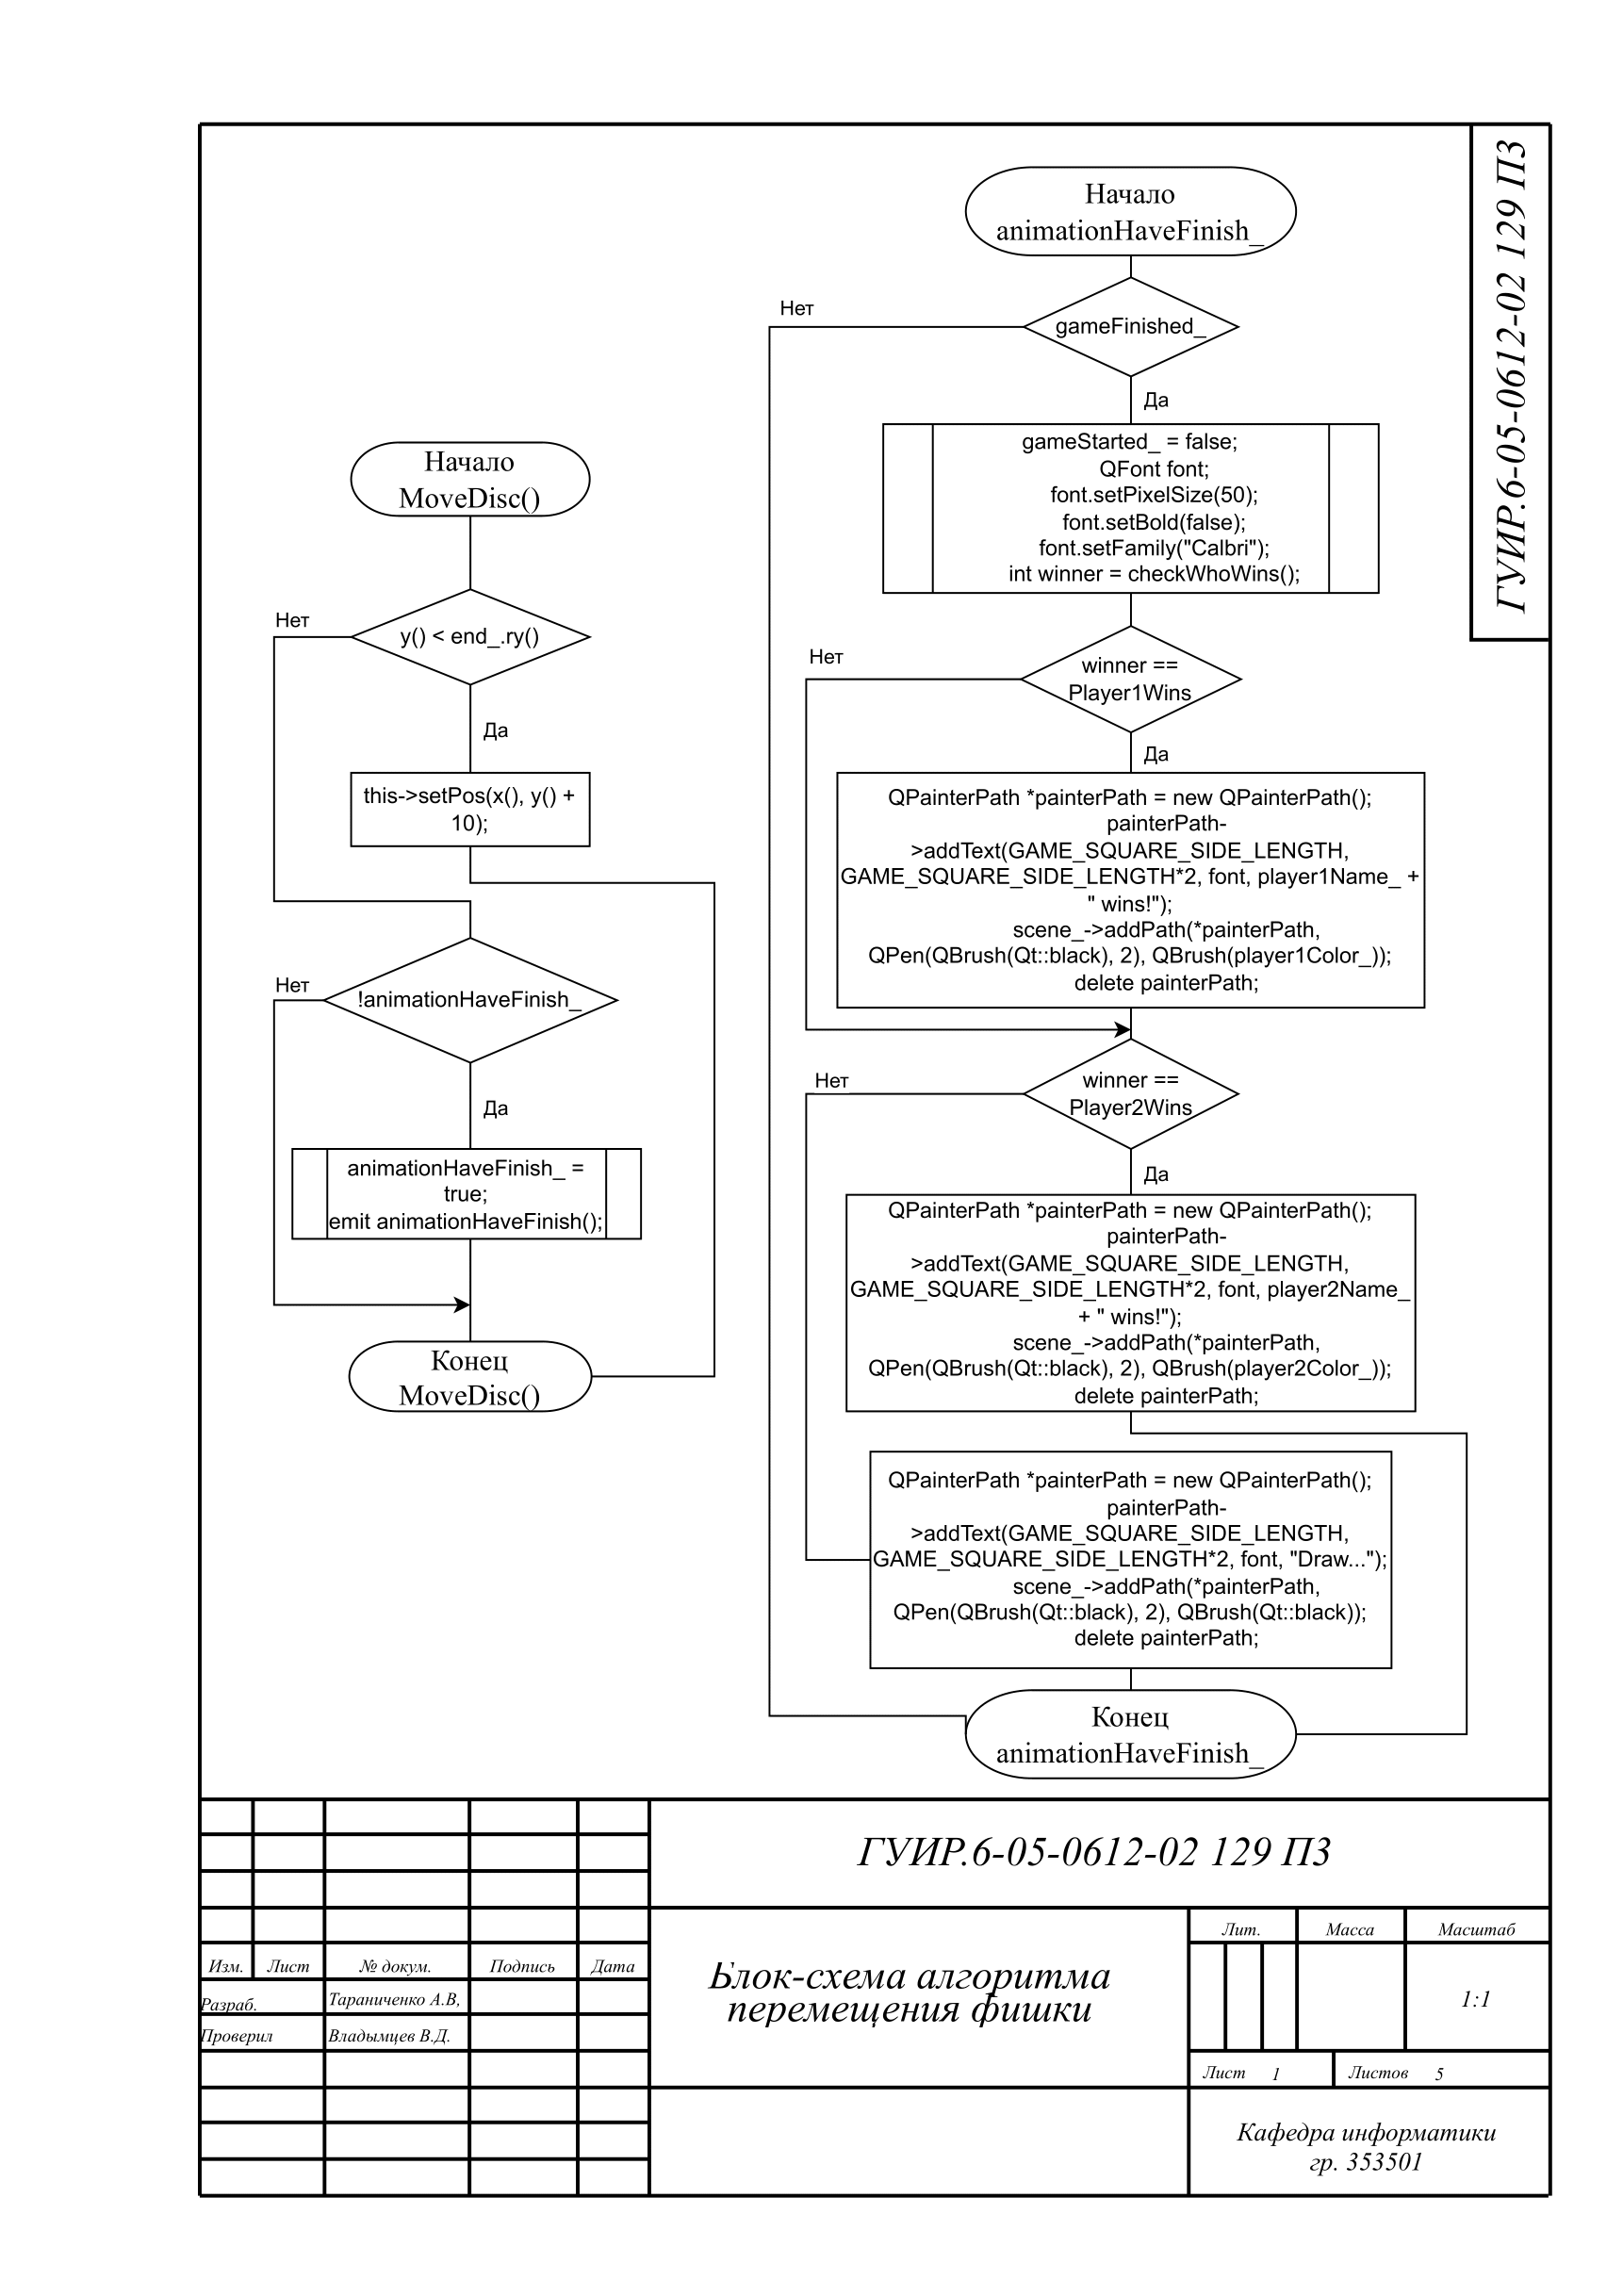 ГУИР.6-05-0612-02 129 ПЗ
Начало
MoveDisc()
Нет
y() < end_.ry()
Да
this->setPos(x(), y() +
10);
Нет
!animationHaveFinish_
Да
animationHaveFinish_ =
true;
emit animationHaveFinish();
Конец
MoveDisc()
Начало
animationHaveFinish_
Нет
gameFinished_
Да
gameStarted_ = false;
QFont font;
font.setPixelSize(50);
font.setBold(false);
font.setFamily("Calbri");
int winner = checkWhoWins();
Нет
winner ==
Player1Wins
Да
QPainterPath *painterPath = new QPainterPath();
painterPath-
>addText(GAME_SQUARE_SIDE_LENGTH,
GAME_SQUARE_SIDE_LENGTH*2, font, player1Name_ +
" wins!");
scene_->addPath(*painterPath,
QPen(QBrush(Qt::black), 2), QBrush(player1Color_));
delete painterPath;
Нет
winner ==
Player2Wins
Да
QPainterPath *painterPath = new QPainterPath();
painterPath-
>addText(GAME_SQUARE_SIDE_LENGTH,
GAME_SQUARE_SIDE_LENGTH*2, font, player2Name_
+ " wins!");
scene_->addPath(*painterPath,
QPen(QBrush(Qt::black), 2), QBrush(player2Color_));
delete painterPath;
QPainterPath *painterPath = new QPainterPath();
painterPath-
>addText(GAME_SQUARE_SIDE_LENGTH,
GAME_SQUARE_SIDE_LENGTH*2, font, "Draw...");
scene_->addPath(*painterPath,
QPen(QBrush(Qt::black), 2), QBrush(Qt::black));
delete painterPath;
Конец
animationHaveFinish_
ГУИР.6-05-0612-02 129 ПЗ
Изм. Лист № докум. Подпись Дата
Разраб. Тараниченко А.В,
Проверил Владымцев В.Д.
Блок-схема алгоритма
перемещения фишки
Лит. Масса Масштаб
1:1
Лист 1 Листов 5
Кафедра информатики
гр. 353501